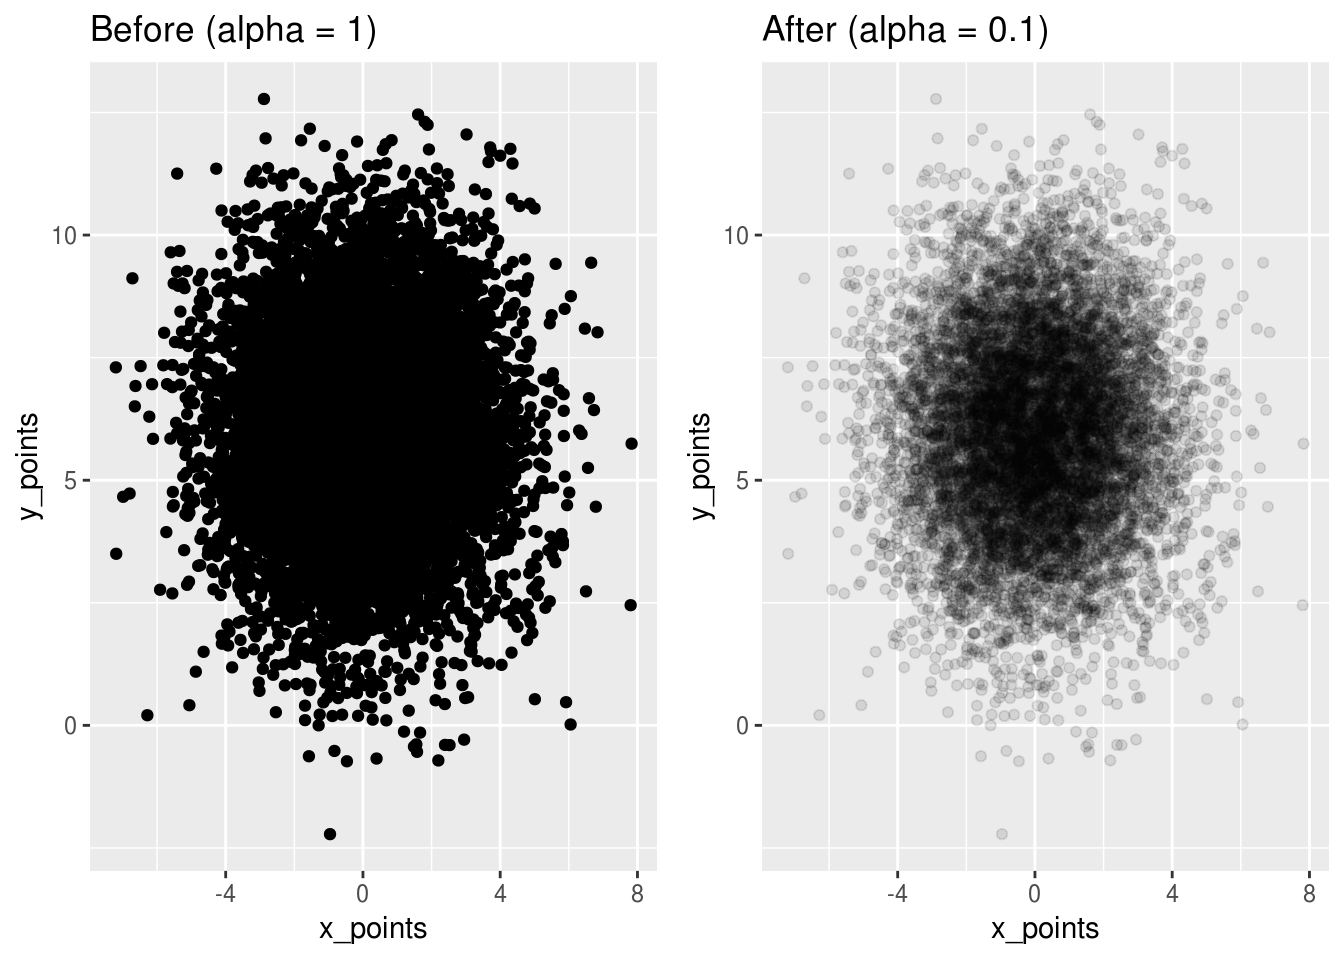 Before (alpha = 1)
y_points
10
5
0
-4 0 4 8
x_points
After (alpha = 0.1)
y_points
10
5
0
-4 0 4 8
x_points